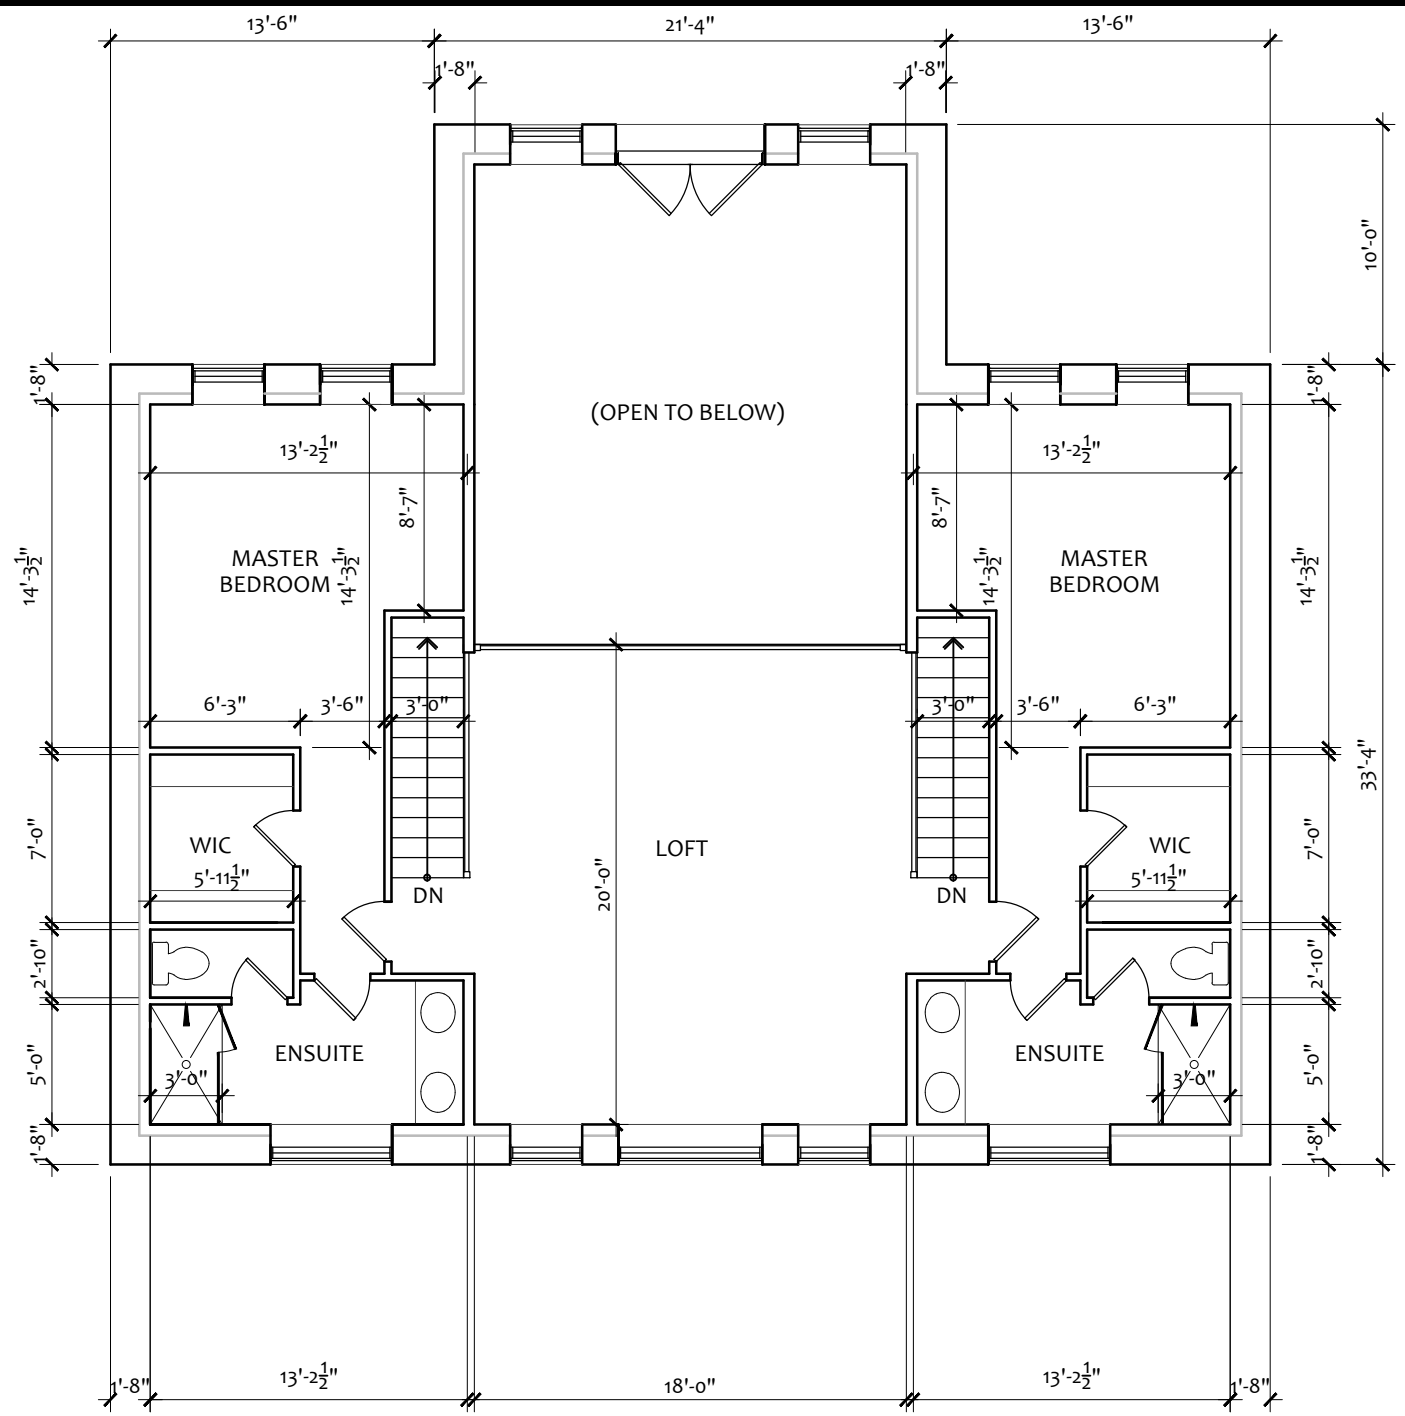 13'-6" 21'-4" 13'-6"
1'-8" 1'-8"
10'-0"
1'-8" 1'-8"
(OPEN TO BELOW)
13'-2½" 13'-2½"
8'-7" 8'-7"
14'-3½" 14'-3½" 14'-3½" 14'-3½"
MASTER
BEDROOM
MASTER
BEDROOM
6'-3" 3'-6" 3'-0" 3'-0" 3'-6" 6'-3"
33'-4"
7'-0" WIC LOFT WIC 7'-0"
5'-11½" 20'-0" 5'-11½"
DN DN
2'-10" 2'-10"
5'-0" ENSUITE ENSUITE 5'-0"
3'-0" 3'-0"
1'-8" 1'-8"
1'-8" 13'-2½" 18'-0" 13'-2½" 1'-8"